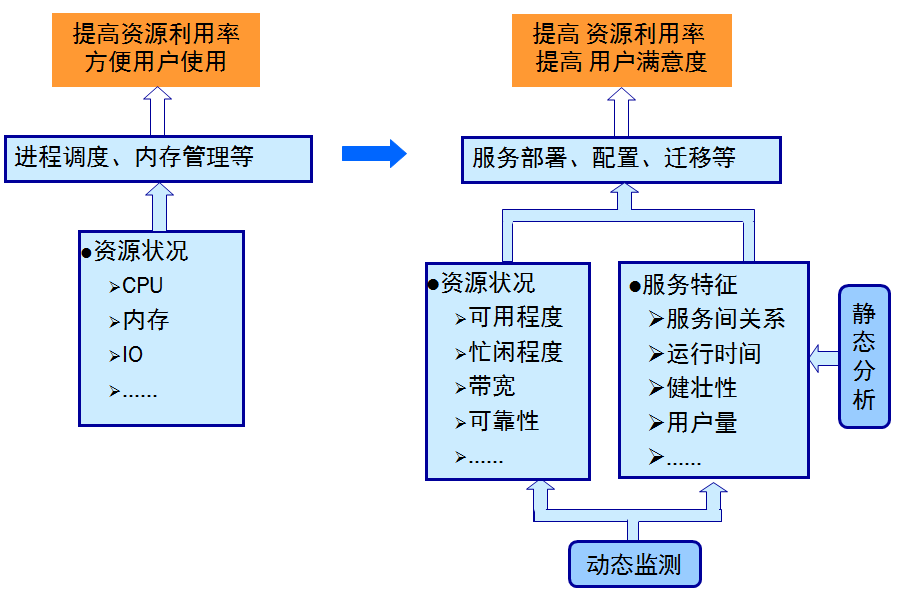 提高资源利用率
方便用户使用
进程调度、内存管理等
●资源状况
➢CPU
➢内存
➢IO
➢......
提高 资源利用率
提高 用户满意度
服务部署、配置、迁移等
●资源状况
➢可用程度
➢忙闲程度
➢带宽
➢可靠性
➢......
●服务特征
➢服务间关系
➢运行时间
➢健壮性
➢用户量
➢......
静
态
分
析
动态监测